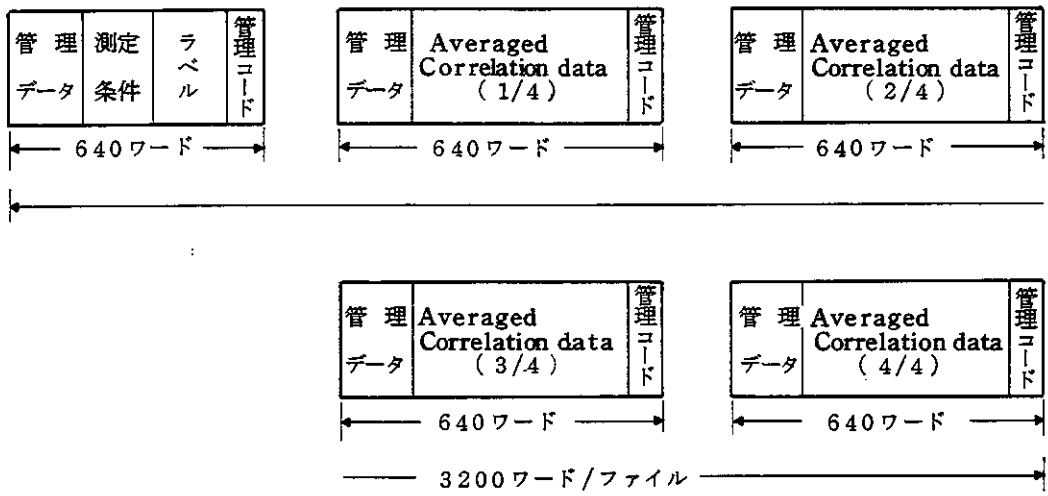 管理データ
測定条件
ラベル
管理コード
管理データ
Averaged
Correlation data
(1/4)
管理コード
管理データ
Averaged
Correlation data
(2/4)
管理コード
640ワード
640ワード
640ワード
管理データ
Averaged
Correlation data
(3/4)
管理コード
管理データ
Averaged
Correlation data
(4/4)
管理コード
640ワード
640ワード
3200ワード/ファイル